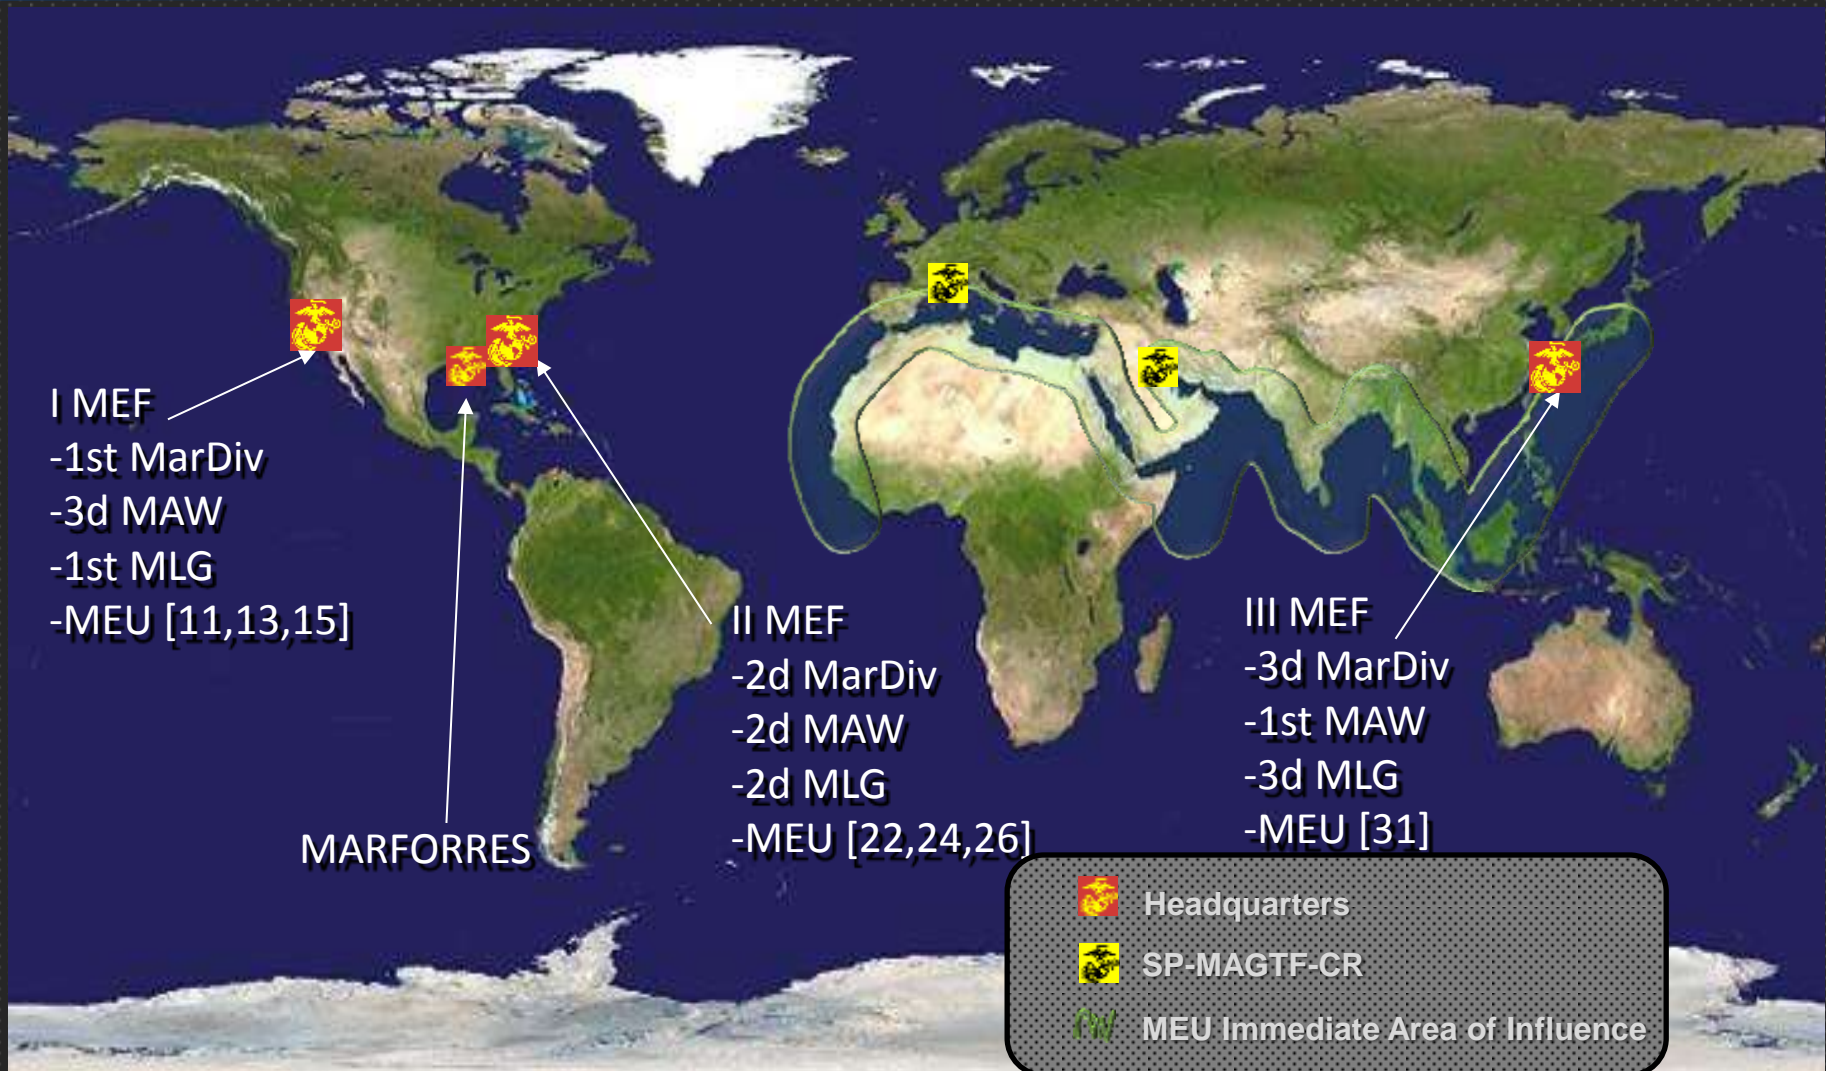 I MEF
-1st MarDiv
-3d MAW
-1st MLG
-MEU [11,13,15]
MARFORRES
II MEF
-2d MarDiv
-2d MAW
-2d MLG
-MEU [22,24,26]
III MEF
-3d MarDiv
-1st MAW
-3d MLG
-MEU [31]
Headquarters
SP-MAGTF-CR
MEU Immediate Area of Influence